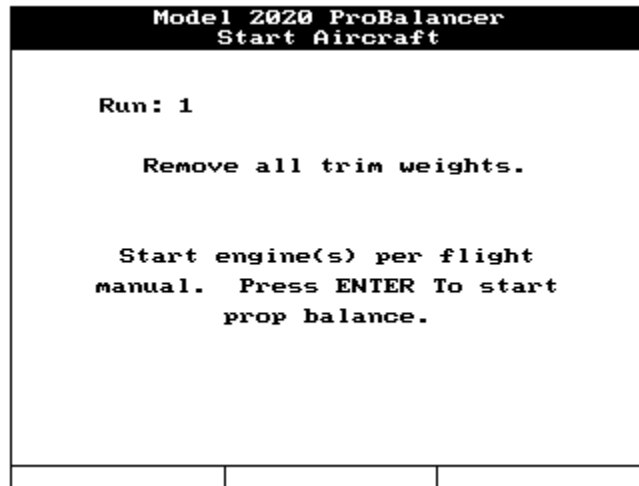 Model 2020 ProBalancer
Start Aircraft
Run: 1
Remove all trim weights.
Start engine(s) per flight
manual. Press ENTER To start
prop balance.